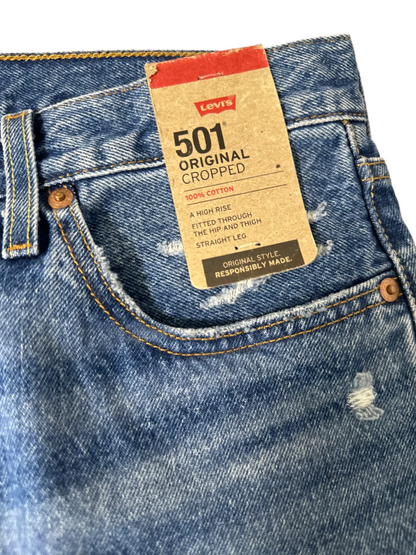 Levi's
501®
ORIGINAL
CROPPED
100% COTTON
A HIGH RISE
FITTED THROUGH
THE HIP AND THIGH
STRAIGHT LEG
ORIGINAL STYLE.
RESPONSIBLY MADE.